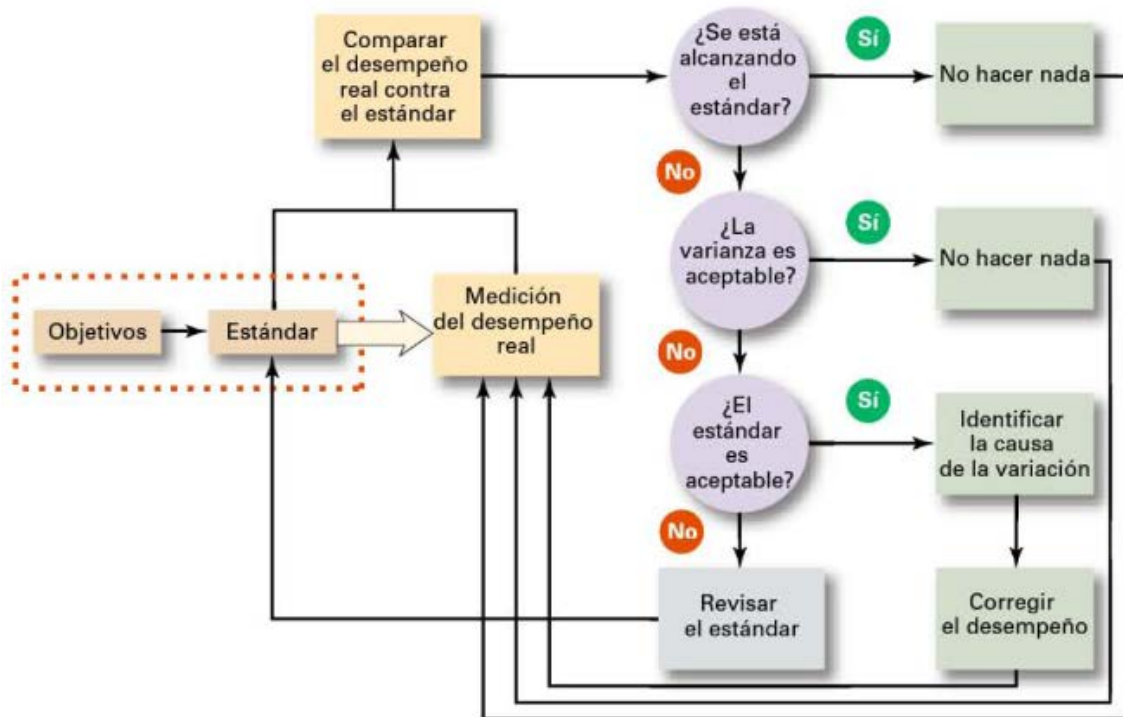 Comparar
el desempeño
real contra
el estándar
¿Se está
alcanzando
el
estándar?
Sí
No hacer nada
No
¿La
varianza es
aceptable?
Sí
No hacer nada
Objetivos
Estándar
Medición
del desempeño
real
No
¿El
estándar
es
aceptable?
Sí
Identificar
la causa
de la variación
No
Revisar
el estándar
Corregir
el desempeño